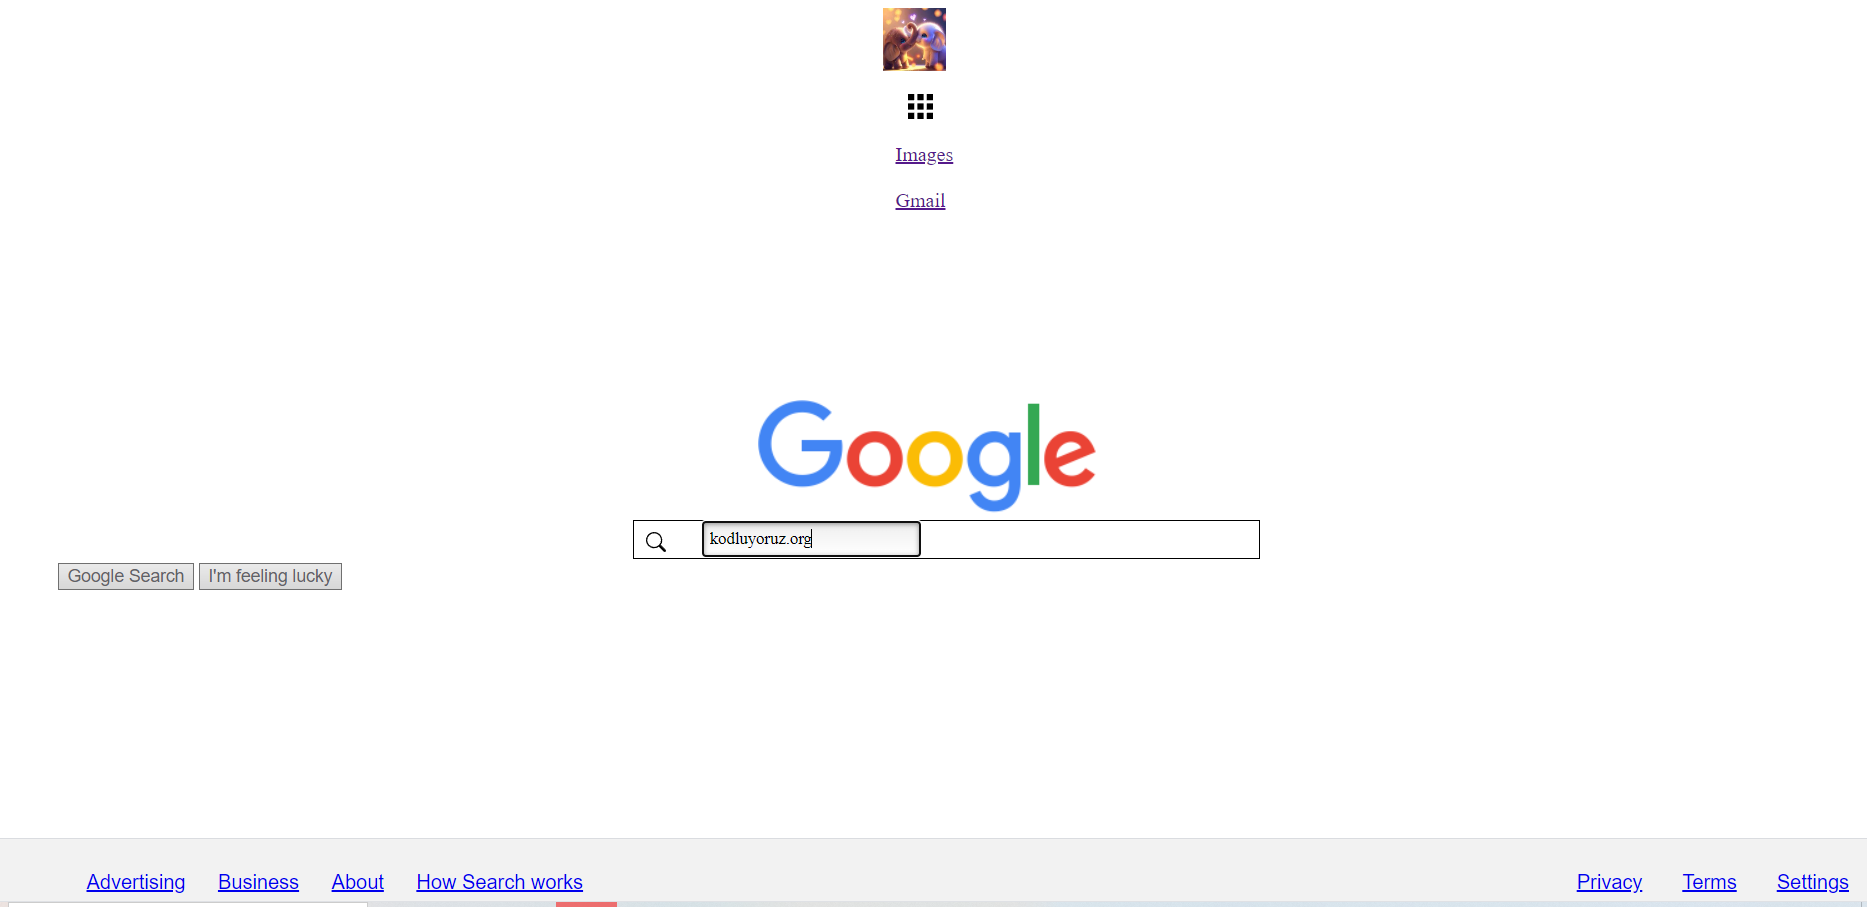 Images
Gmail
Google
kodluyoruz.org
Google Search I'm feeling lucky
Advertising Business About How Search works Privacy Terms Settings